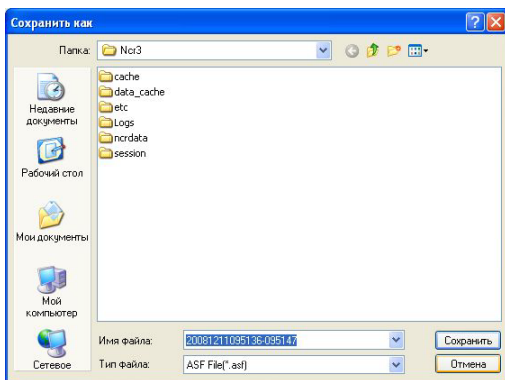 Сохранить как
Папка: Ncr3
cache
data_cache
etc
Logs
ncrdata
session
Недавние документы
Рабочий стол
Мои документы
Мой компьютер
Сетевое
Имя файла: 20081211095136-095147 Сохранить
Тип файла: ASF File(*.asf) Отмена